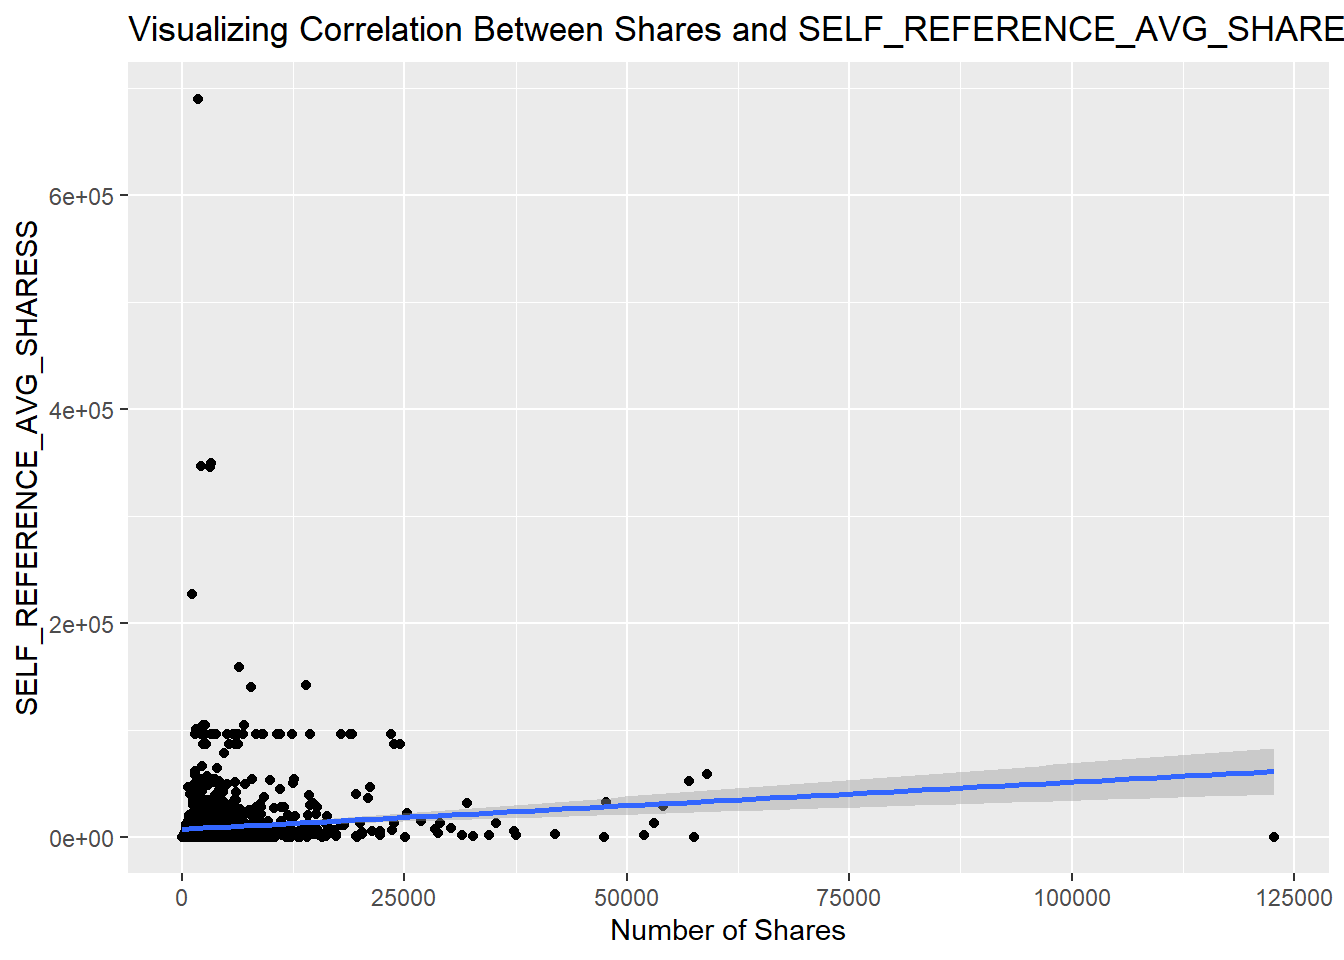 Visualizing Correlation Between Shares and SELF_REFERENCE_AVG_SHARE
SELF_REFERENCE_AVG_SHARESS
6e+05
4e+05
2e+05
0e+00
0 25000 50000 75000 100000 125000
Number of Shares